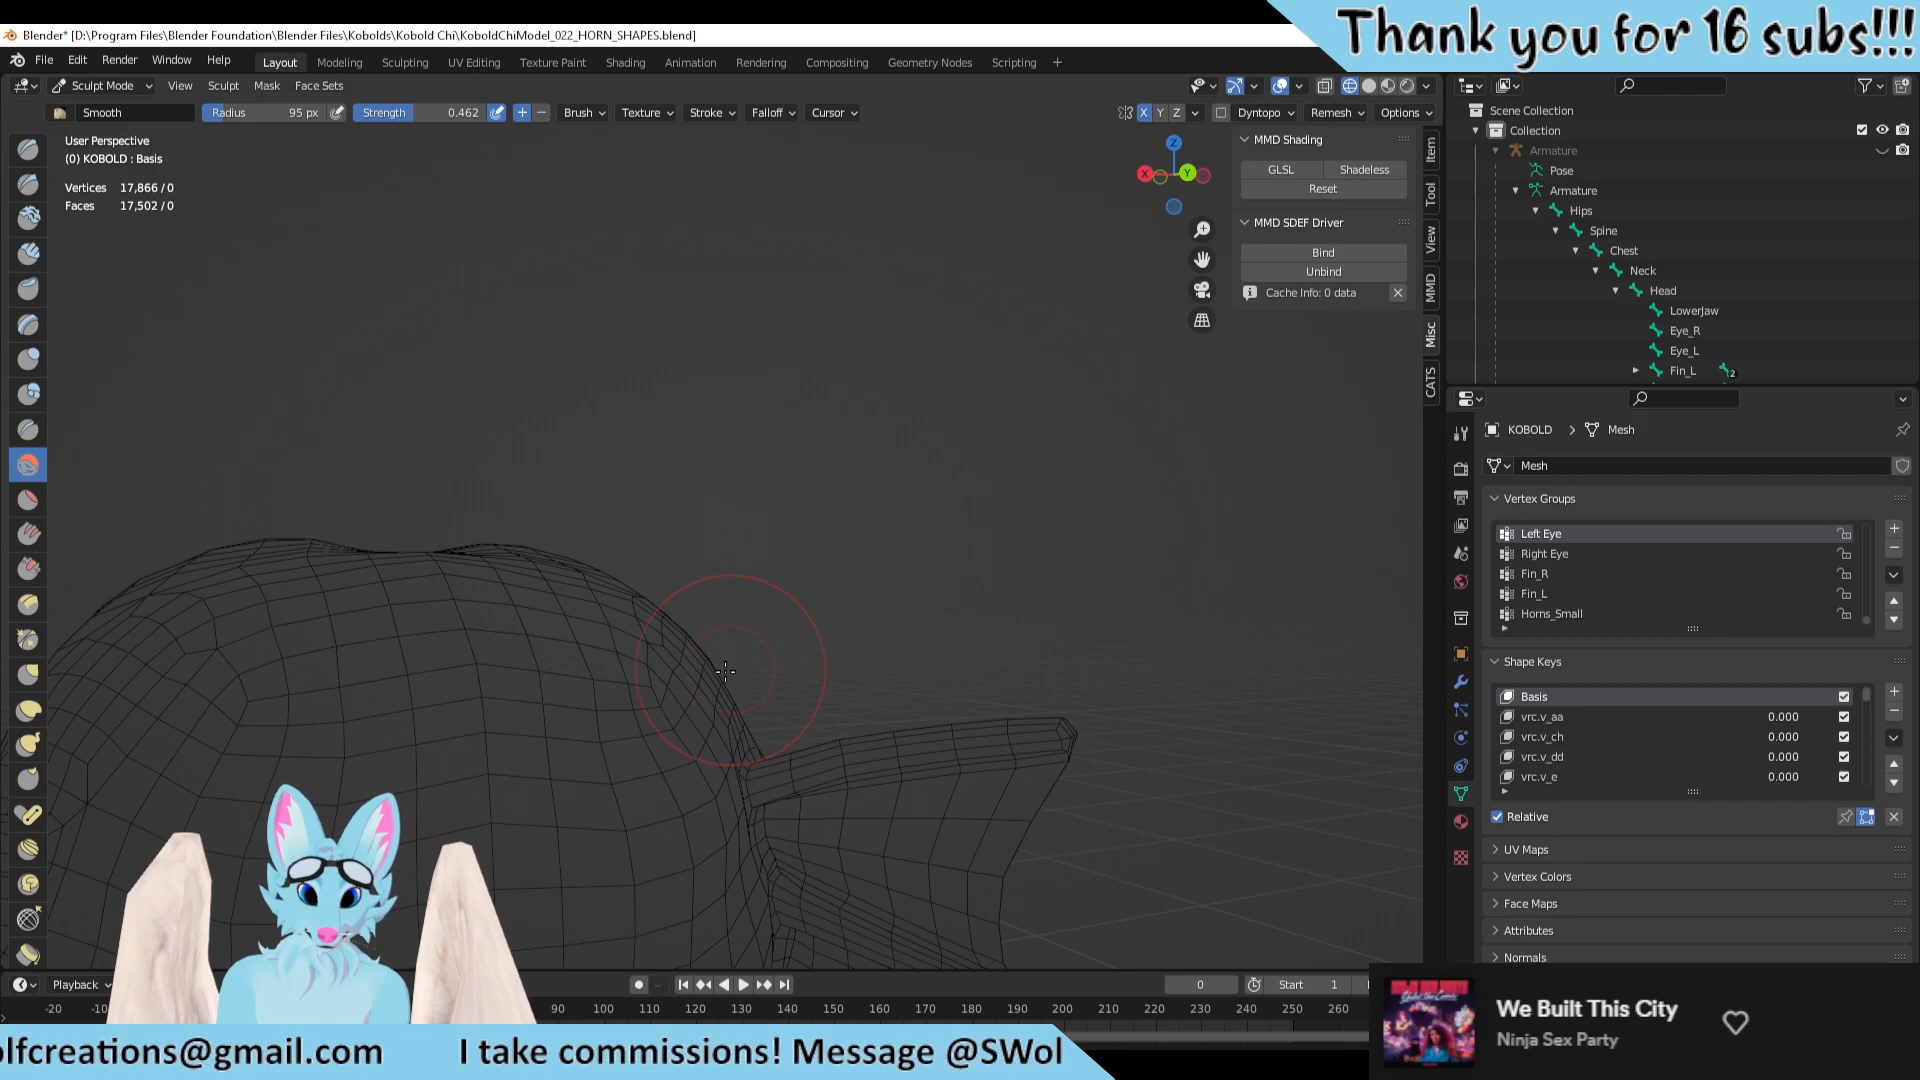 Thank you for 16 subs!!!
Blender* [D:\Program Files\Blender Foundation\Blender Files\Kobolds\Kobold Chi\KoboldChiModel_022_HORN_SHAPES.blend]
File Edit Render Window Help Layout Modeling Sculpting UV Editing Texture Paint Shading Animation Rendering Compositing Geometry Nodes Scripting +
Sculpt Mode View Sculpt Mask Face Sets
Smooth Radius 95 px Strength 0.462 Brush Texture Stroke Falloff Cursor X Y Z Dyntopo Remesh Options
User Perspective
(0) KOBOLD : Basis
Vertices 17,866 / 0
Faces 17,502 / 0
Z
X
Y
MMD Shading
GLSL Shadeless
Reset
MMD SDEF Driver
Bind
Unbind
Cache Info: 0 data
Item
Tool
View
MMD
Misc
CATS
Scene Collection
Collection
Armature
Pose
Armature
Hips
Spine
Chest
Neck
Head
LowerJaw
Eye_R
Eye_L
Fin_L 2
KOBOLD > Mesh
Mesh
Vertex Groups
Left Eye
Right Eye
Fin_R
Fin_L
Horns_Small
Shape Keys
Basis
vrc.v_aa 0.000
vrc.v_ch 0.000
vrc.v_dd 0.000
vrc.v_e 0.000
Relative
UV Maps
Vertex Colors
Face Maps
Attributes
Normals
Playback 0 Start 1
-20 -10 90 100 110 120 130 140 150 160 170 180 190 200 210 220 230 240 250 260
We Built This City
Ninja Sex Party
olfcreations@gmail.com I take commissions! Message @SWol